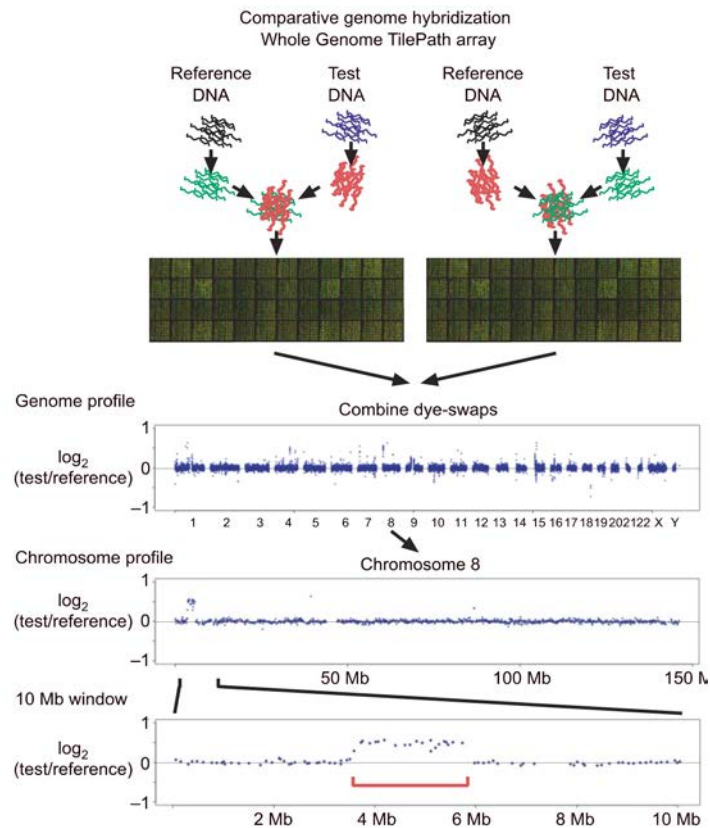 Comparative genome hybridization
Whole Genome TilePath array
Reference DNA
Test DNA
Reference DNA
Test DNA
Genome profile
Combine dye-swaps
log2 (test/reference)
1
0
–1
1 2 3 4 5 6 7 8 9 10 11 12 13 14 15 16 17 18 19 202122 X Y
Chromosome profile
Chromosome 8
log2 (test/reference)
1
0
–1
50 Mb 100 Mb 150 M
10 Mb window
log2 (test/reference)
1
0
–1
2 Mb 4 Mb 6 Mb 8 Mb 10 Mb